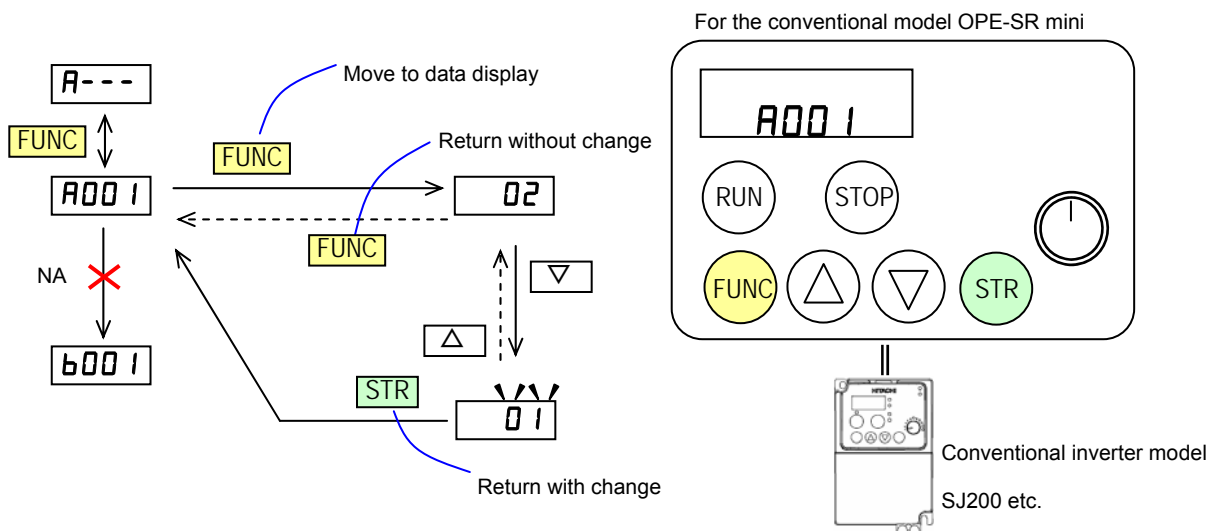 For the conventional model OPE-SR mini
A---
Move to data display
FUNC
FUNC
Return without change
A001
02
FUNC
NA
b001
STR
01
Return with change
A001
RUN
STOP
FUNC
STR
HITACHI
Conventional inverter model
SJ200 etc.